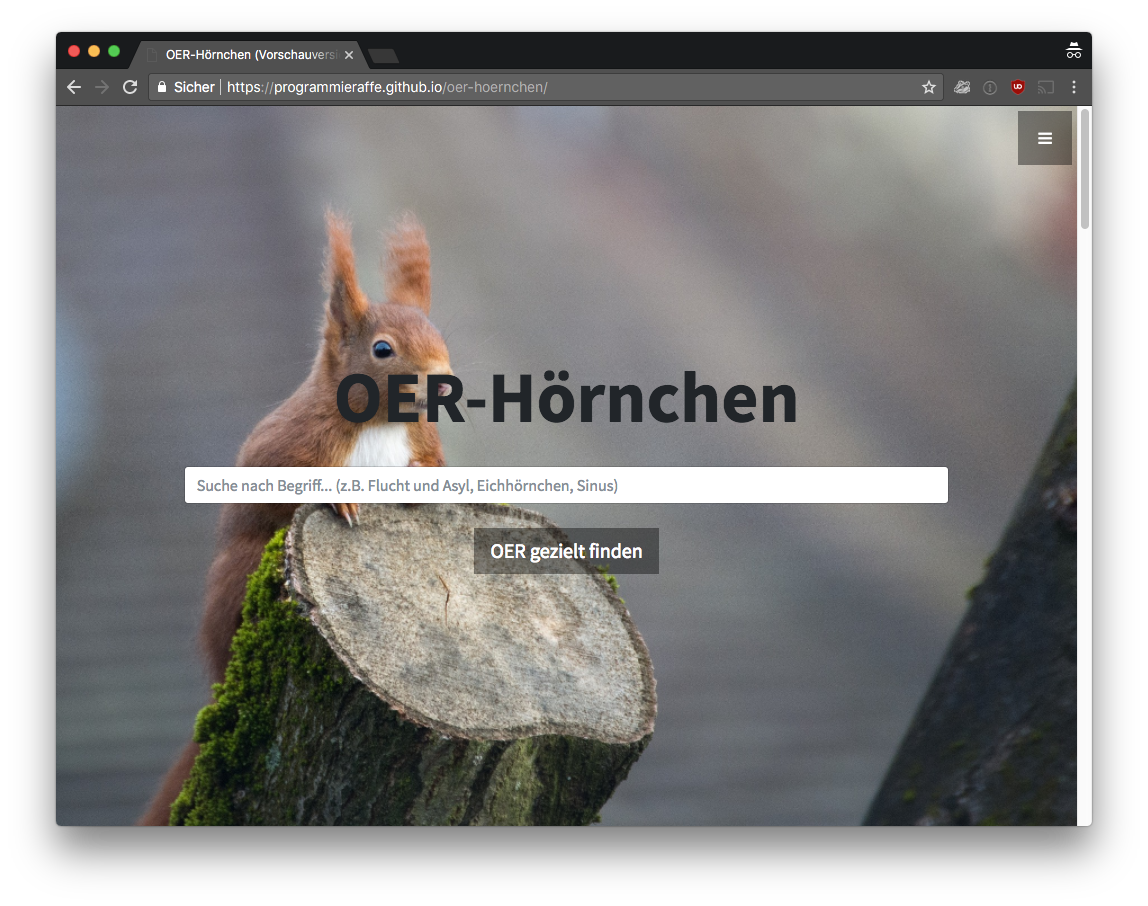 OER-Hörnchen (Vorschauversi
Sicher | https://programmieraffe.github.io/oer-hoernchen/
OER-Hörnchen
Suche nach Begriff... (z.B. Flucht und Asyl, Eichhörnchen, Sinus)
OER gezielt finden